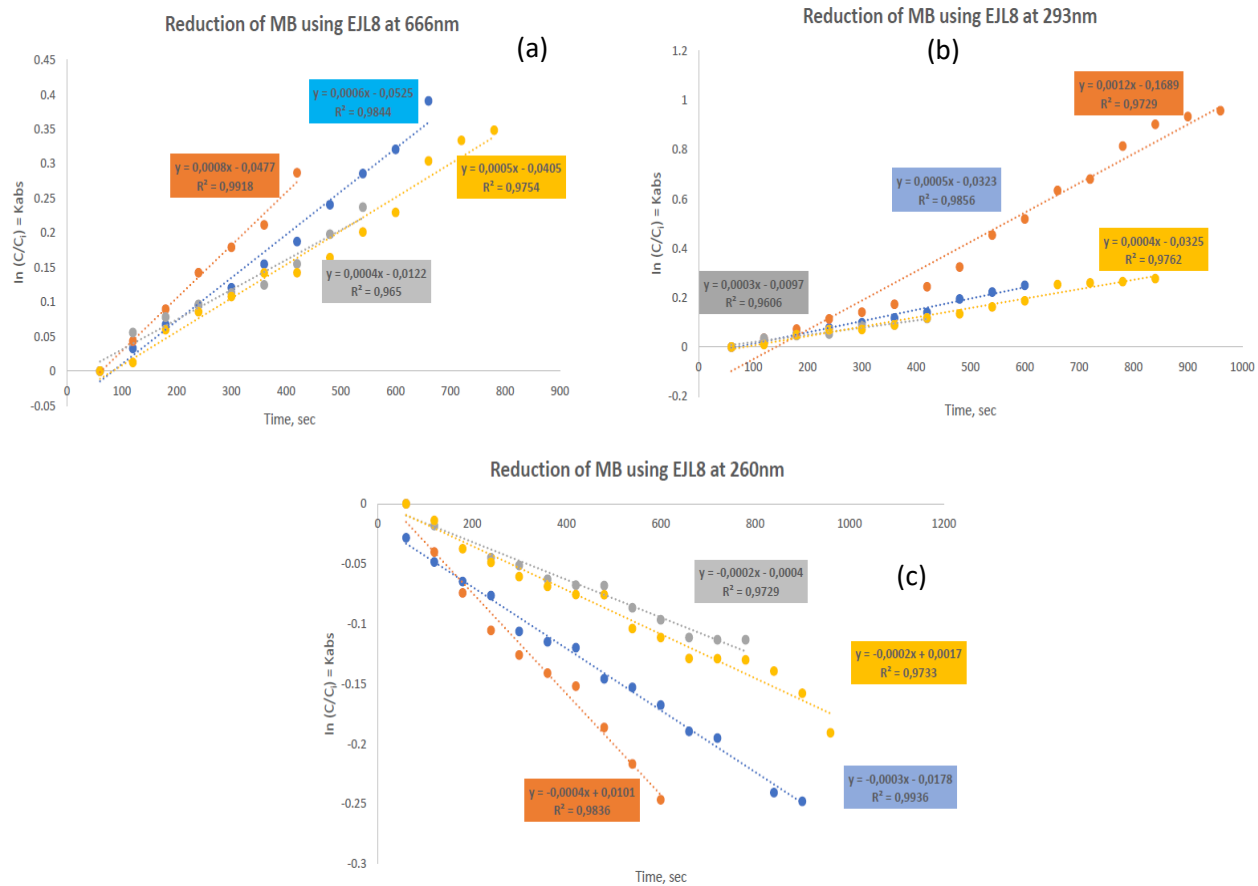 Reduction of MB using EJL8 at 666nm
(a)
ln (C/Ci) = Kabs
0.45
0.4
0.35
0.3
0.25
0.2
0.15
0.1
0.05
0
-0.05
y = 0,0006x - 0,0525
R² = 0,9844
y = 0,0008x - 0,0477
R² = 0,9918
y = 0,0005x - 0,0405
R² = 0,9754
y = 0,0004x - 0,0122
R² = 0,965
0 100 200 300 400 500 600 700 800 900
Time, sec
Reduction of MB using EJL8 at 293nm
(b)
ln (C/Ci) = Kabs
1.2
1
0.8
0.6
0.4
0.2
0
-0.2
y = 0,0012x - 0,1689
R² = 0,9729
y = 0,0005x - 0,0323
R² = 0,9856
y = 0,0004x - 0,0325
R² = 0,9762
y = 0,0003x - 0,0097
R² = 0,9606
0 100 200 300 400 500 600 700 800 900 1000
Time, sec
Reduction of MB using EJL8 at 260nm
(c)
ln (C/Ci) = Kabs
0
-0.05
-0.1
-0.15
-0.2
-0.25
-0.3
0 200 400 600 800 1000 1200
y = -0,0002x - 0,0004
R² = 0,9729
y = -0,0002x + 0,0017
R² = 0,9733
y = -0,0003x - 0,0178
R² = 0,9936
y = -0,0004x + 0,0101
R² = 0,9836
Time, sec